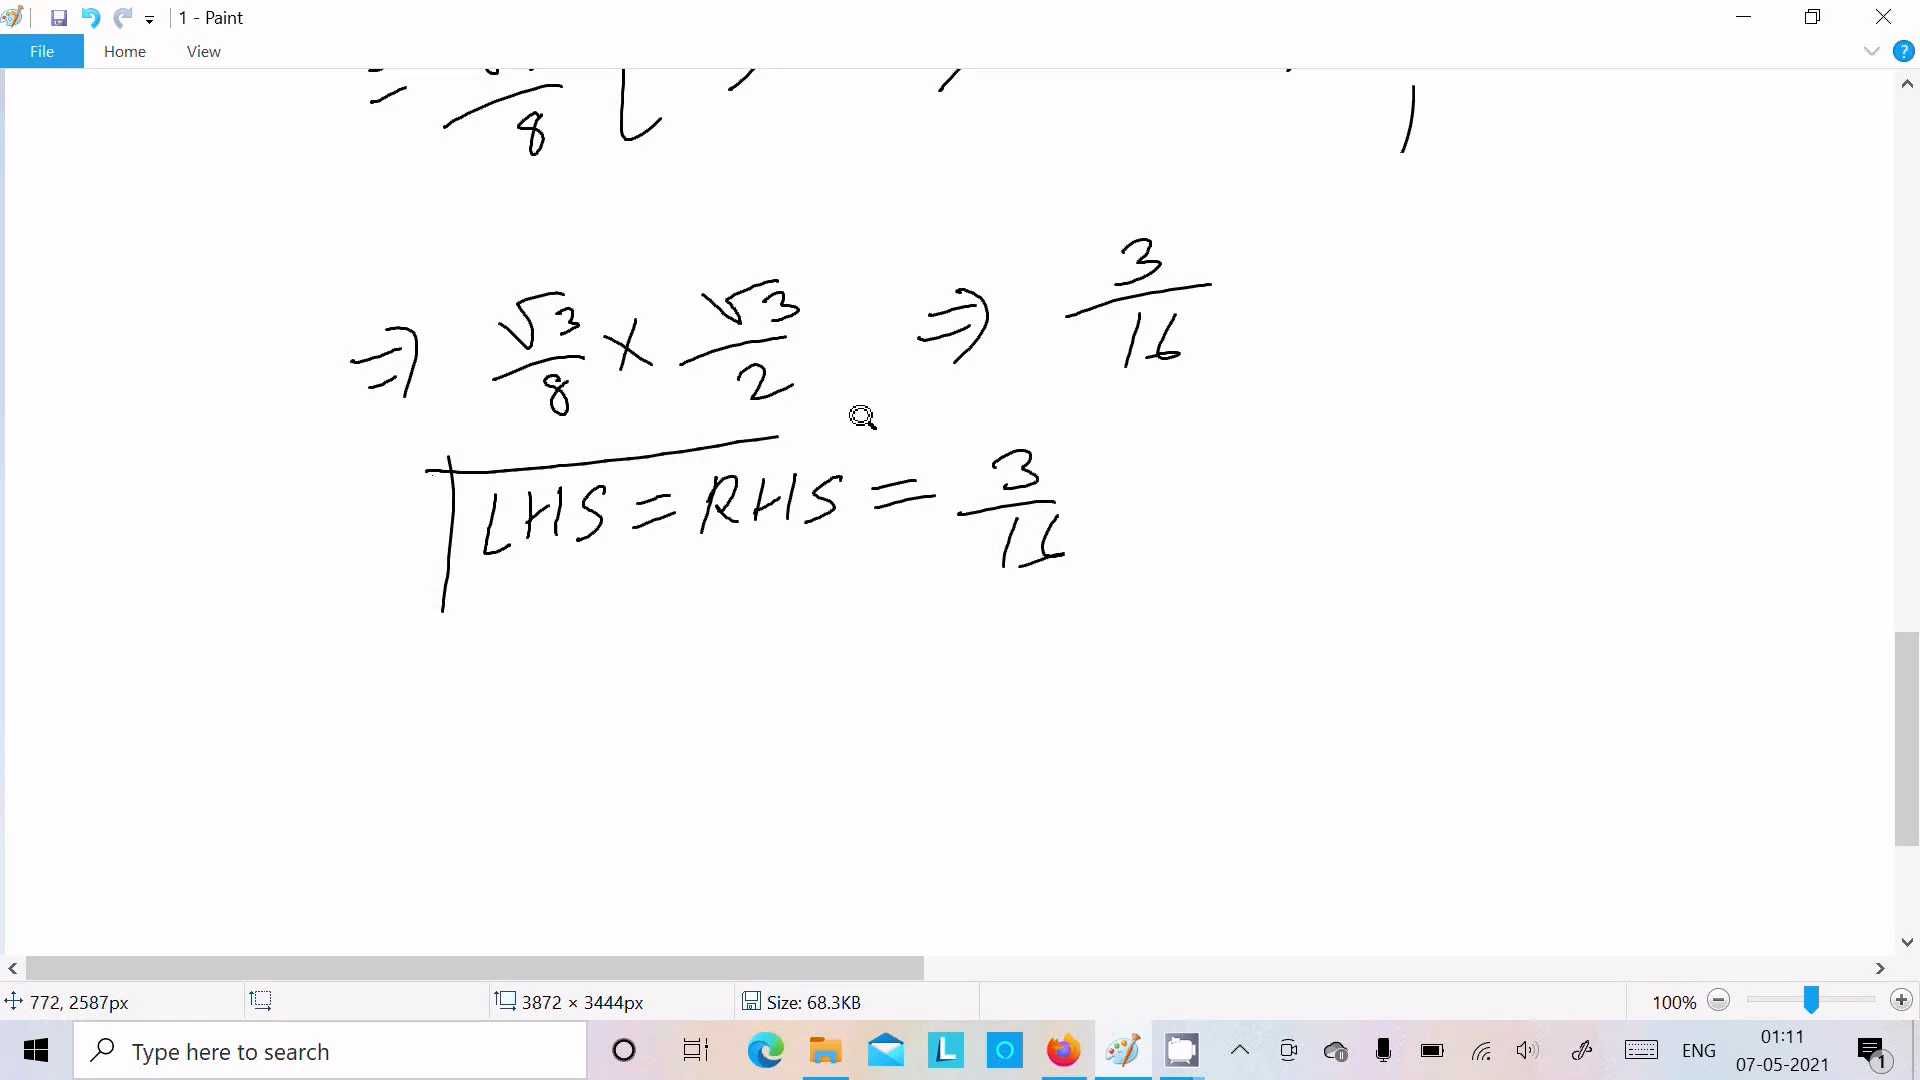 1 - Paint
File Home View
= 8
⇒ √3/8 × √3/2 ⇒ 3/16
LHS = RHS = 3/16
772, 2587px 3872 × 3444px Size: 68.3KB 100%
Type here to search ENG 01:11
07-05-2021 1